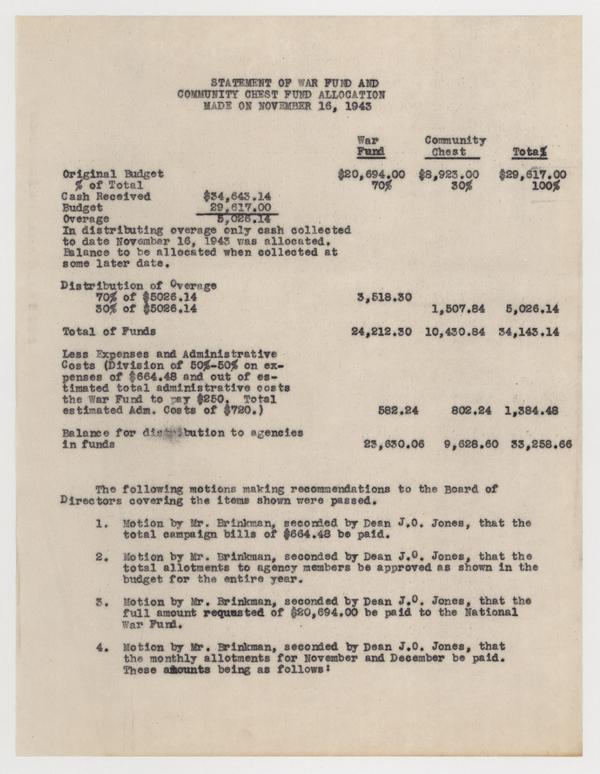 STATEMENT OF WAR FUND AND
COMMUNITY CHEST FUND ALLOCATION
MADE ON NOVEMBER 16, 1943
War Community
Fund Chest Total
Original Budget $20,694.00 $8,923.00 $29,617.00
% of Total 70% 30% 100%
Cash Received $34,643.14
Budget 29,617.00
Overage 5,026.14
In distributing overage only cash collected
to date November 16, 1943 was allocated.
Balance to be allocated when collected at
some later date.
Distribution of Overage
70% of $5026.14 3,518.30
30% of $5026.14 1,507.84 5,026.14
Total of Funds 24,212.30 10,430.84 34,143.14
Less Expenses and Administrative
Costs (Division of 50%-50% on ex-
penses of $664.48 and out of es-
timated total administrative costs
the War Fund to pay $250. Total
estimated Adm. Costs of $720.) 582.24 802.24 1,384.48
Balance for distribution to agencies
in funds 23,630.06 9,628.60 33,258.66
The following motions making recommendations to the Board of
Directors covering the items shown were passed.
1. Motion by Mr. Brinkman, seconded by Dean J.O. Jones, that the
total campaign bills of $664.48 be paid.
2. Motion by Mr. Brinkman, seconded by Dean J.O. Jones, that the
total allotments to agency members be approved as shown in the
budget for the entire year.
3. Motion by Mr. Brinkman, seconded by Dean J.O. Jones, that the
full amount requested of $20,694.00 be paid to the National
War Fund.
4. Motion by Mr. Brinkman, seconded by Dean J.O. Jones, that
the monthly allotments for November and December be paid.
These amounts being as follows: